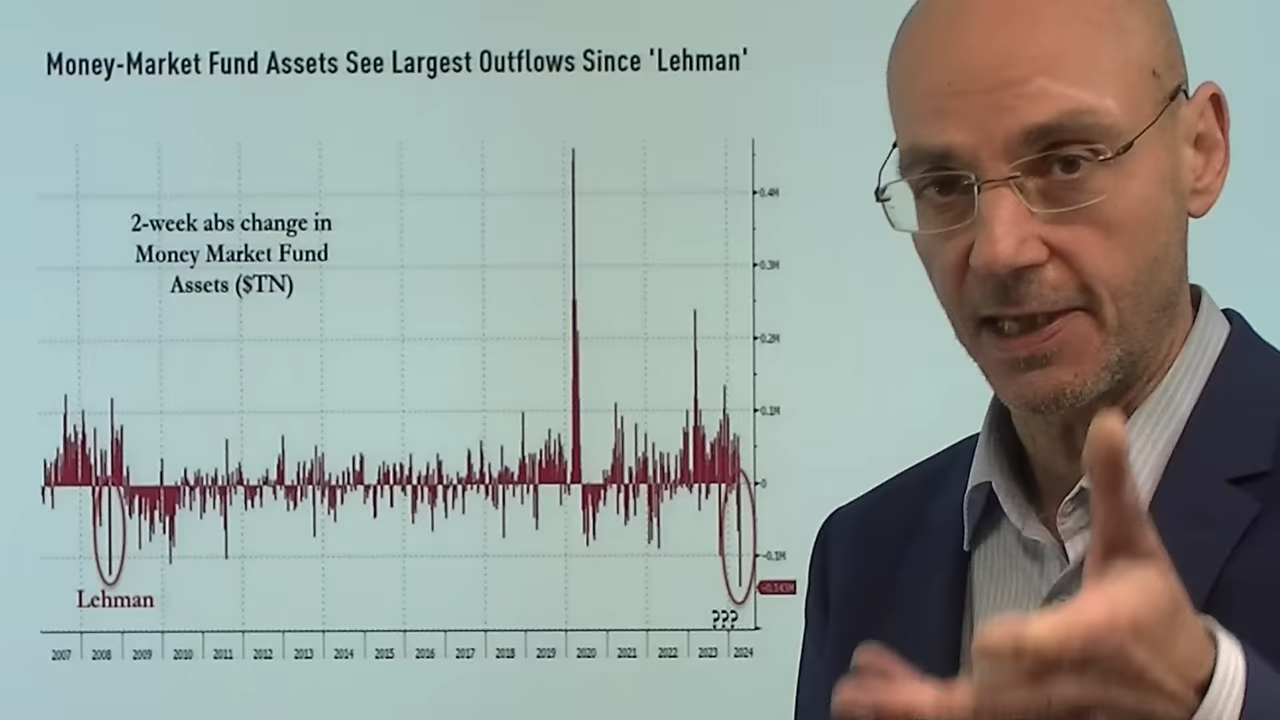 Money-Market Fund Assets See Largest Outflows Since 'Lehman'
2-week abs change in
Money Market Fund
Assets ($TN)
0.4M
0.3M
0.2M
0.1M
0
-0.1M
Lehman
???
2007 2008 2009 2010 2011 2012 2013 2014 2015 2016 2017 2018 2019 2020 2021 2022 2023 2024